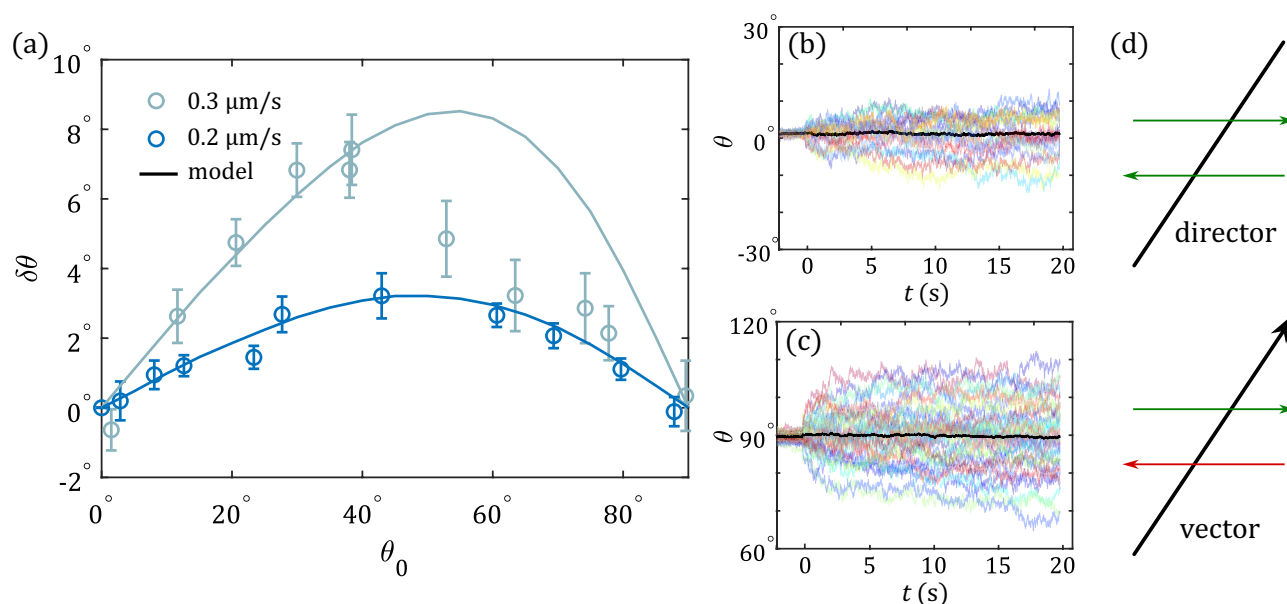 (a)
10°
8°
6°
4°
2°
0°
-2°
δθ
0°
20°
40°
60°
80°
θ₀
0.3 μm/s
0.2 μm/s
model
(b)
30°
0°
-30°
θ
0
5
10
15
20
t (s)
(c)
120°
90°
60°
θ
0
5
10
15
20
t (s)
(d)
director
vector